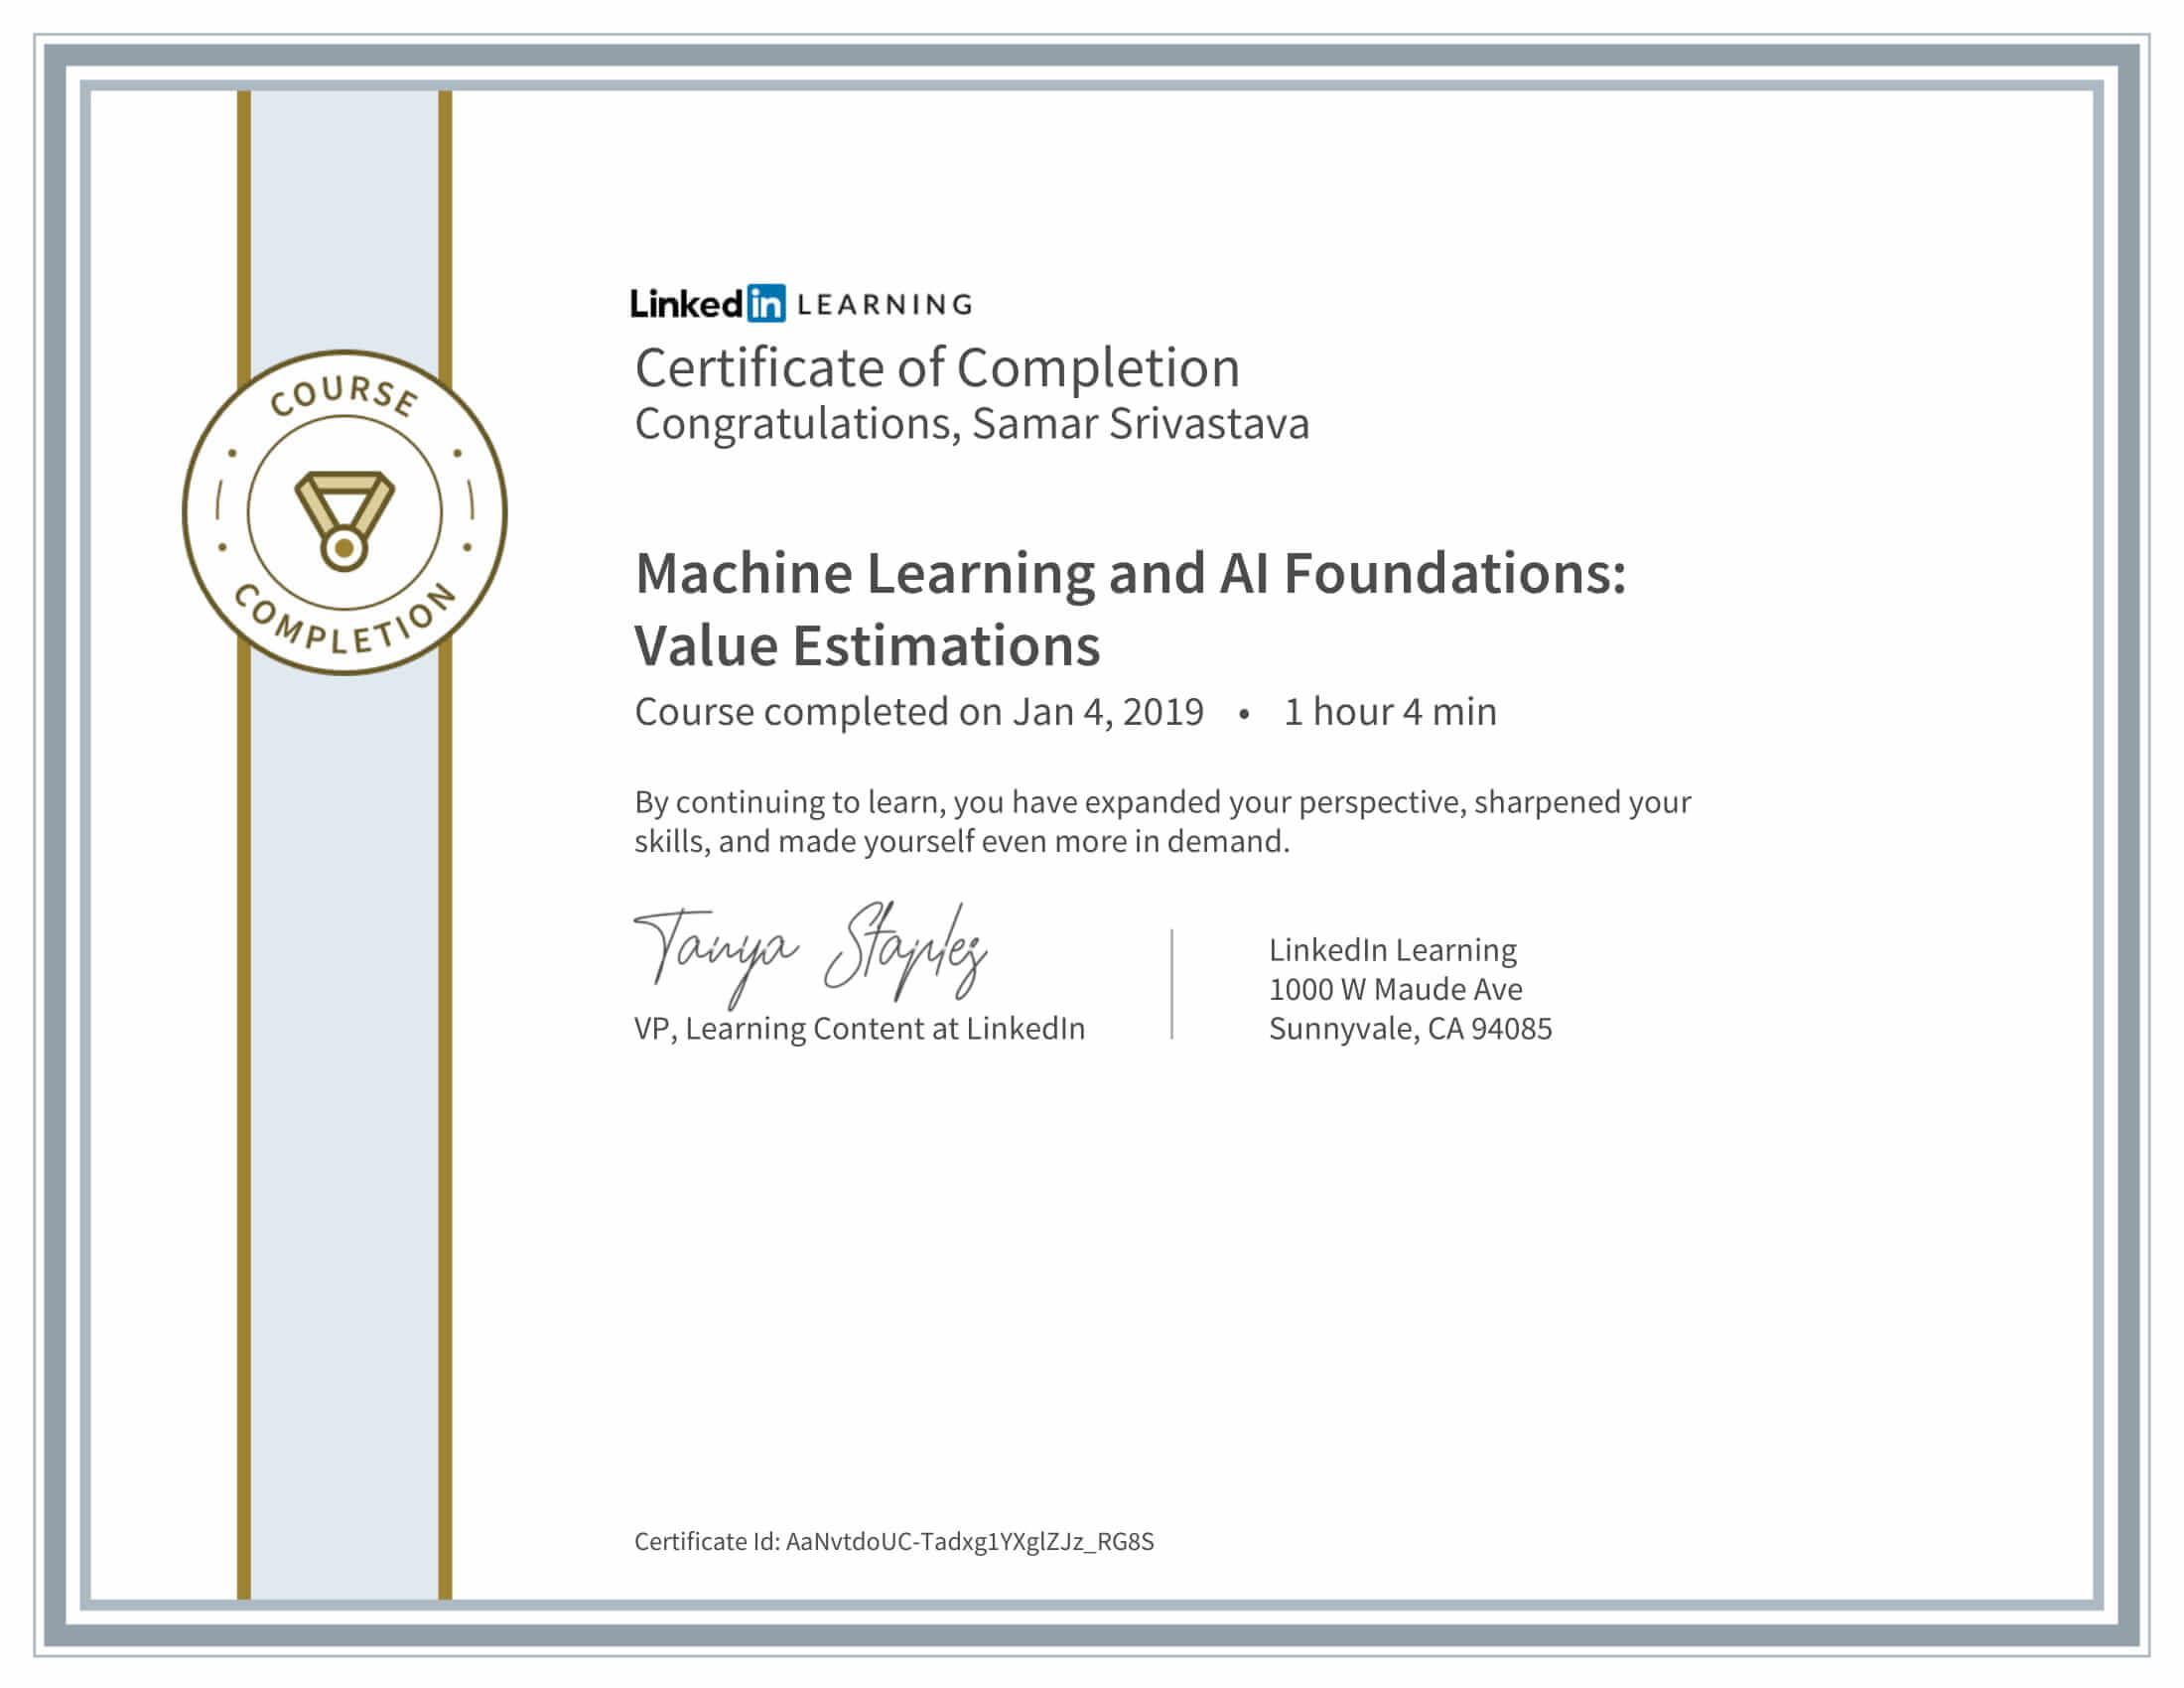 COURSE
COMPLETION
Linked in LEARNING
Certificate of Completion
Congratulations, Samar Srivastava
Machine Learning and AI Foundations:
Value Estimations
Course completed on Jan 4, 2019 • 1 hour 4 min
By continuing to learn, you have expanded your perspective, sharpened your
skills, and made yourself even more in demand.
Tanya Staples
VP, Learning Content at LinkedIn
LinkedIn Learning
1000 W Maude Ave
Sunnyvale, CA 94085
Certificate Id: AaNvtdoUC-Tadxg1YXglZJz_RG8S